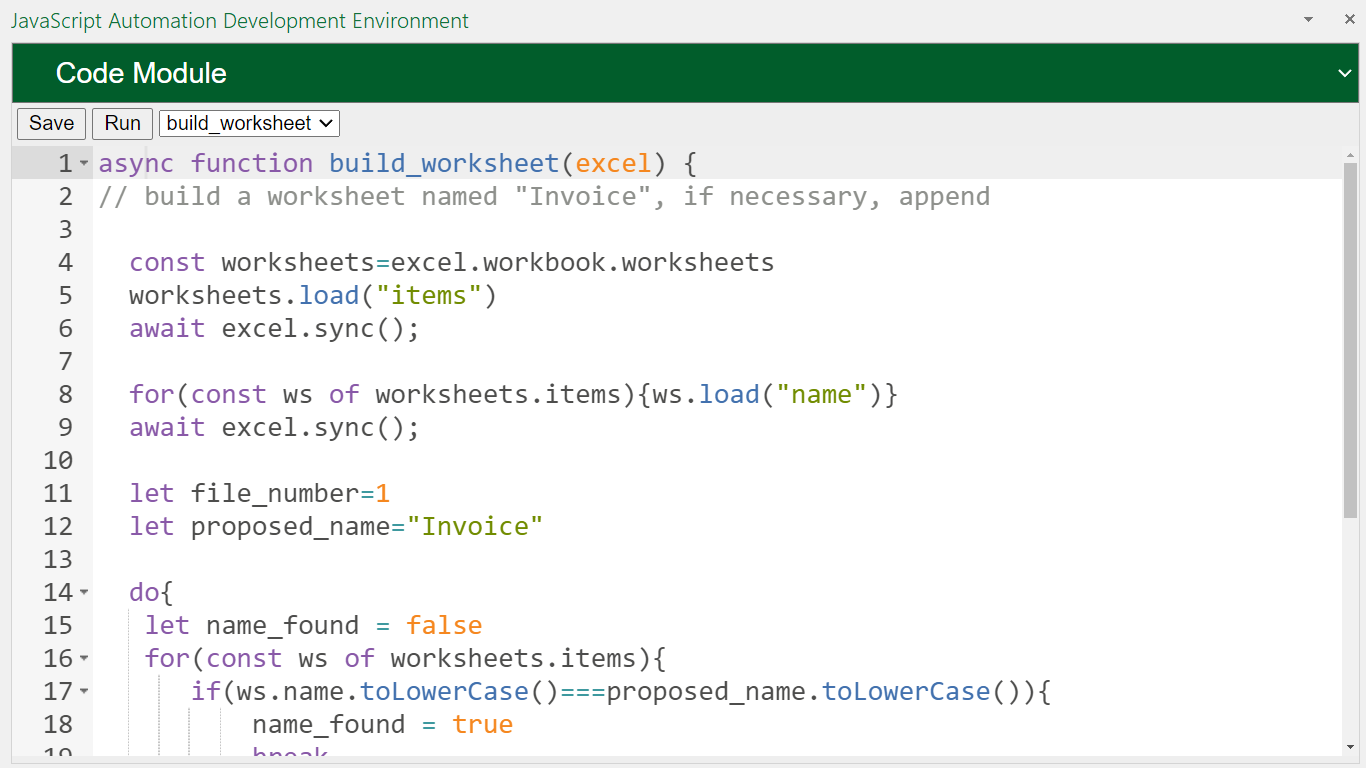 JavaScript Automation Development Environment
Code Module
Save Run build_worksheet
1 async function build_worksheet(excel) {
2 // build a worksheet named "Invoice", if necessary, append
3
4   const worksheets=excel.workbook.worksheets
5   worksheets.load("items")
6   await excel.sync();
7
8   for(const ws of worksheets.items){ws.load("name")}
9   await excel.sync();
10
11   let file_number=1
12   let proposed_name="Invoice"
13
14   do{
15    let name_found = false
16    for(const ws of worksheets.items){
17       if(ws.name.toLowerCase()===proposed_name.toLowerCase()){
18           name_found = true
19           break